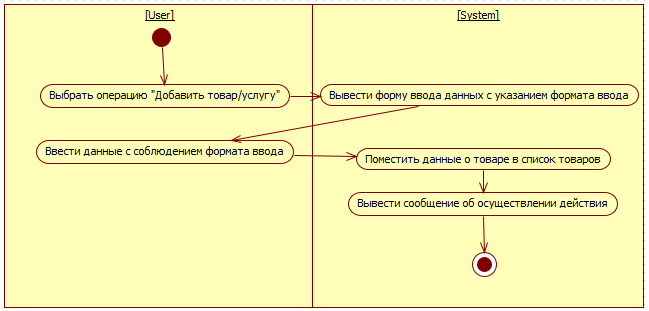 [User]
[System]
Выбрать операцию "Добавить товар/услугу"
Вывести форму ввода данных с указанием формата ввода
Ввести данные с соблюдением формата ввода
Поместить данные о товаре в список товаров
Вывести сообщение об осуществлении действия